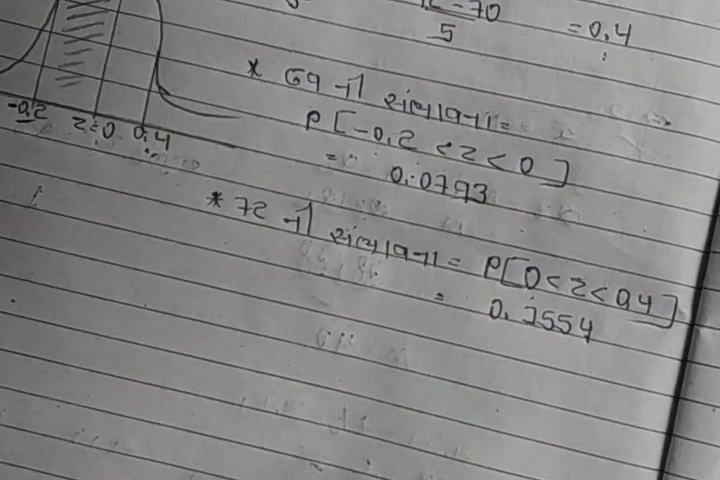 72-70
5
= 0.4
-0.2 z=0 0.4
* 69 ની સંભાવના =
P[-0.2 < z < 0]
= 0.0793
* 72 ની સંભાવના = P[0 < z < 0.4]
= 0.1554